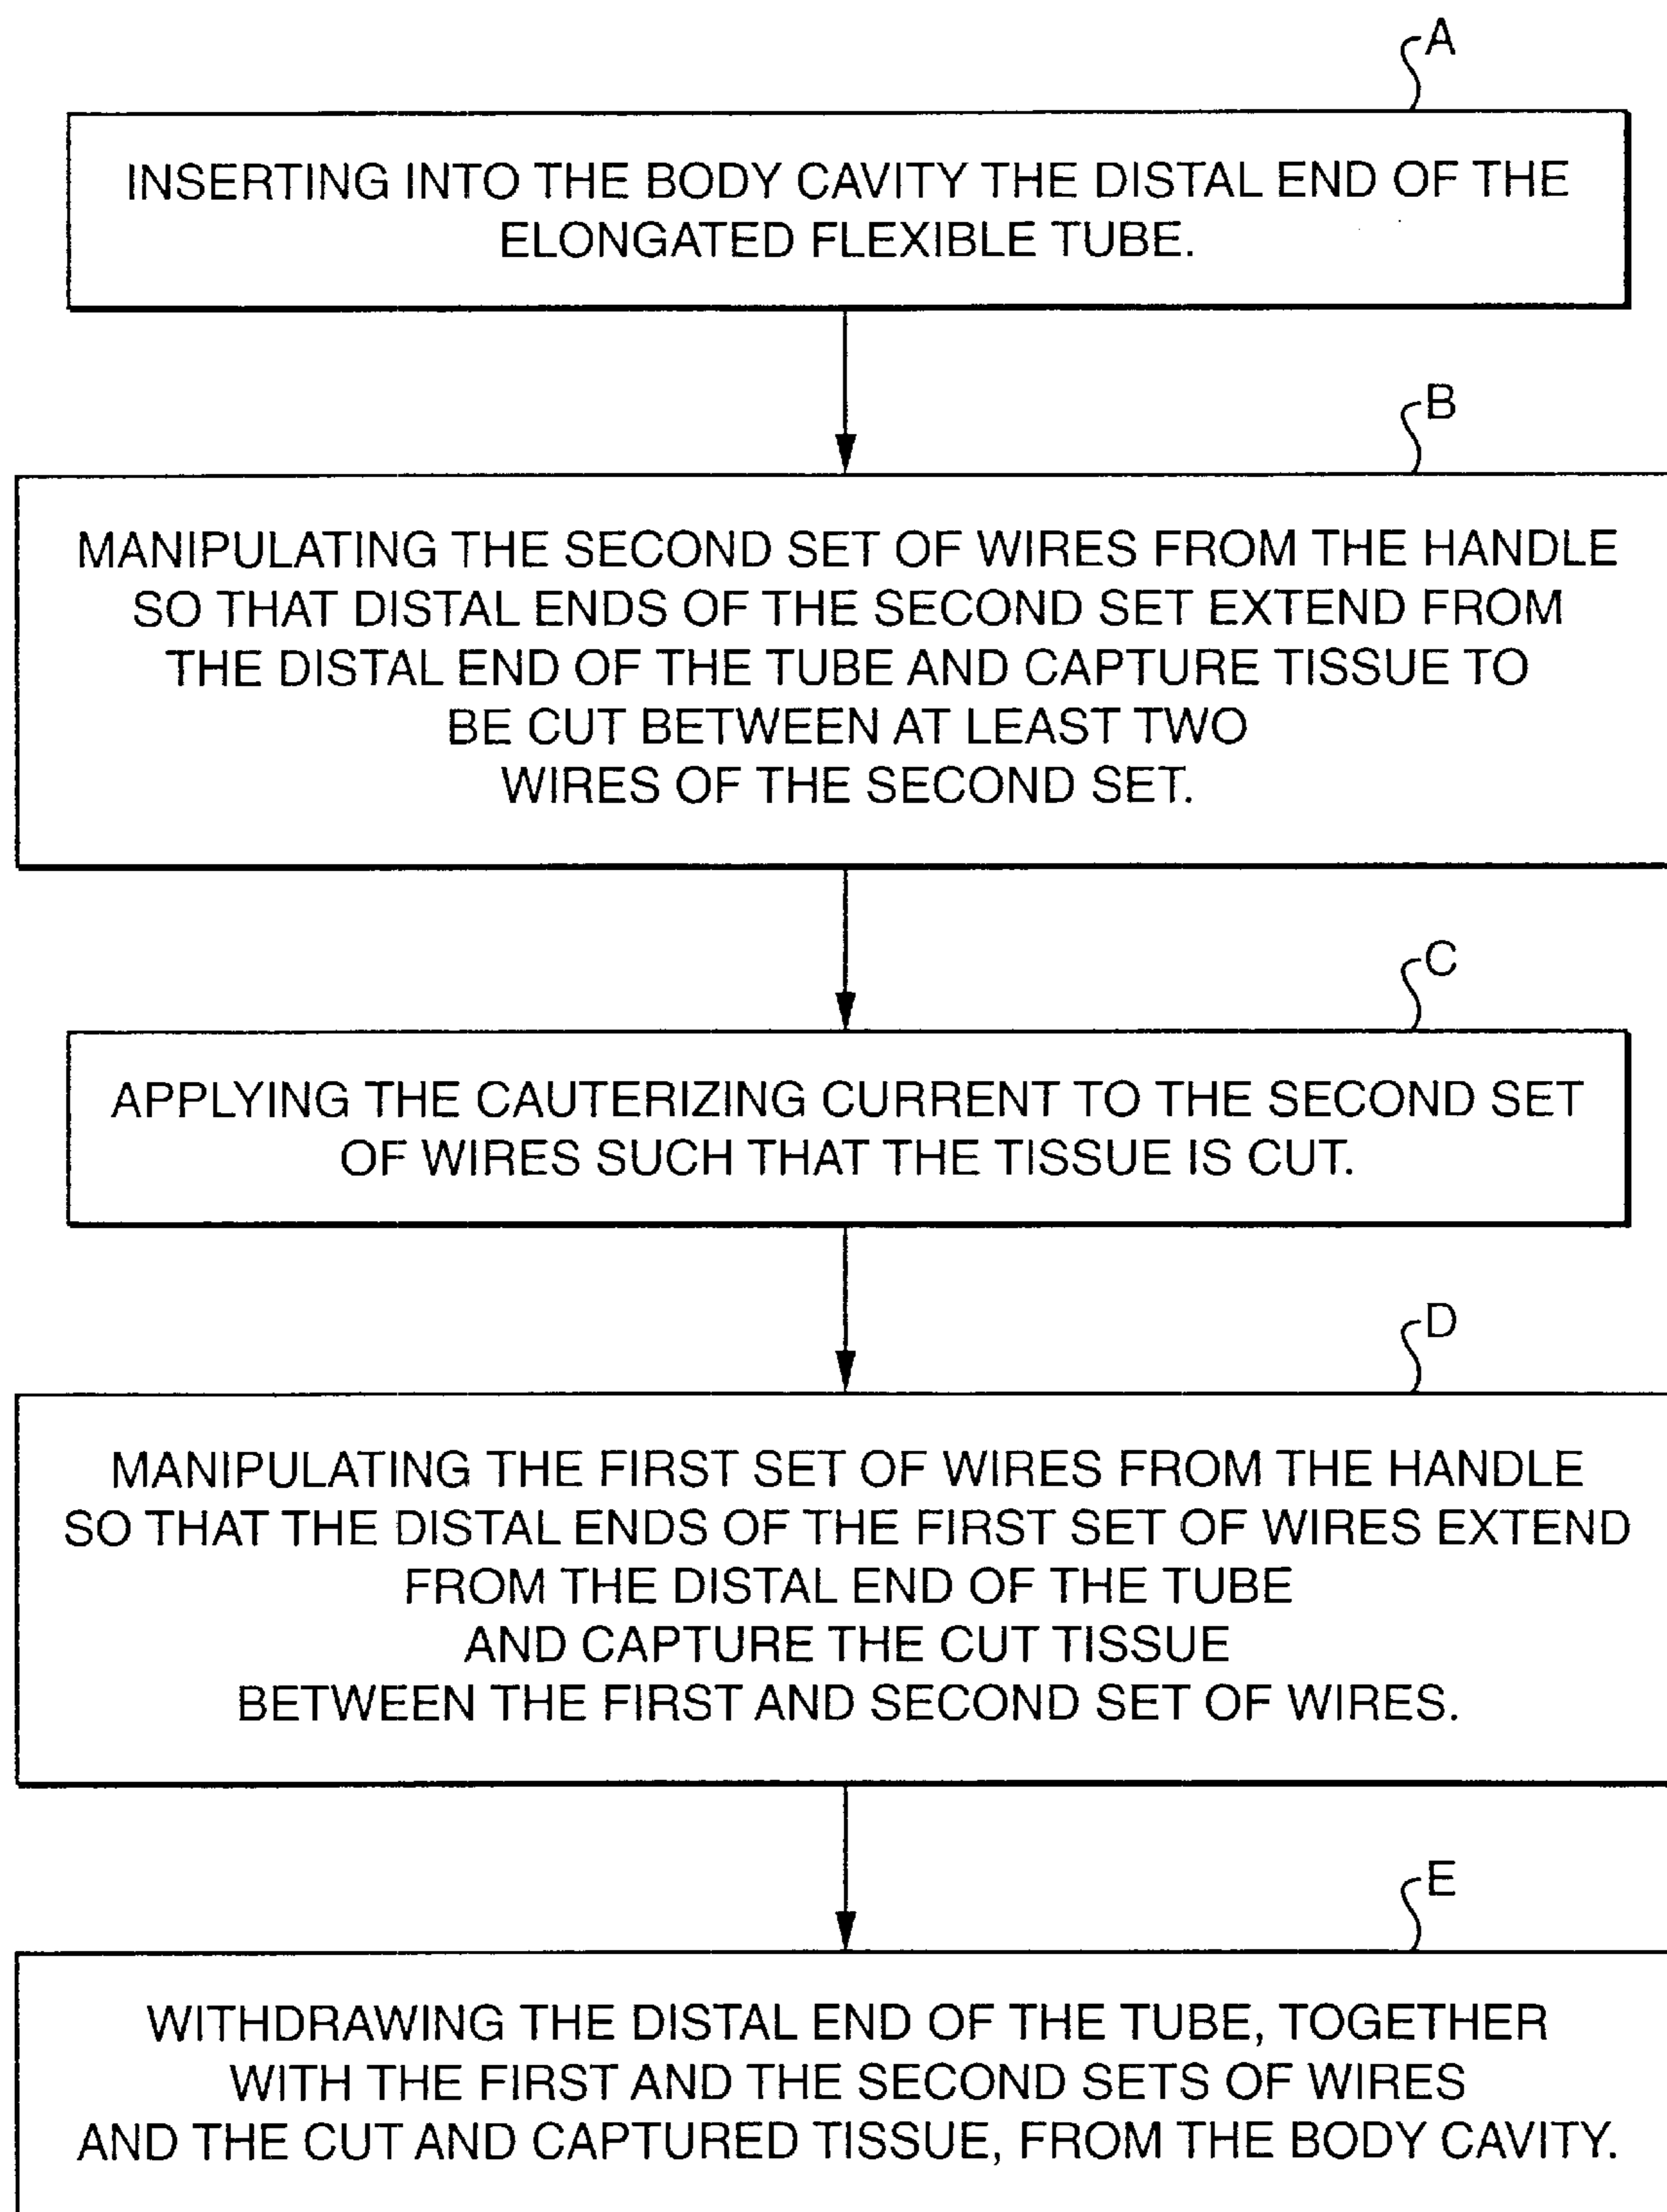 A
INSERTING INTO THE BODY CAVITY THE DISTAL END OF THE
ELONGATED FLEXIBLE TUBE.
B
MANIPULATING THE SECOND SET OF WIRES FROM THE HANDLE
SO THAT DISTAL ENDS OF THE SECOND SET EXTEND FROM
THE DISTAL END OF THE TUBE AND CAPTURE TISSUE TO
BE CUT BETWEEN AT LEAST TWO
WIRES OF THE SECOND SET.
C
APPLYING THE CAUTERIZING CURRENT TO THE SECOND SET
OF WIRES SUCH THAT THE TISSUE IS CUT.
D
MANIPULATING THE FIRST SET OF WIRES FROM THE HANDLE
SO THAT THE DISTAL ENDS OF THE FIRST SET OF WIRES EXTEND
FROM THE DISTAL END OF THE TUBE
AND CAPTURE THE CUT TISSUE
BETWEEN THE FIRST AND SECOND SET OF WIRES.
E
WITHDRAWING THE DISTAL END OF THE TUBE, TOGETHER
WITH THE FIRST AND THE SECOND SETS OF WIRES
AND THE CUT AND CAPTURED TISSUE, FROM THE BODY CAVITY.